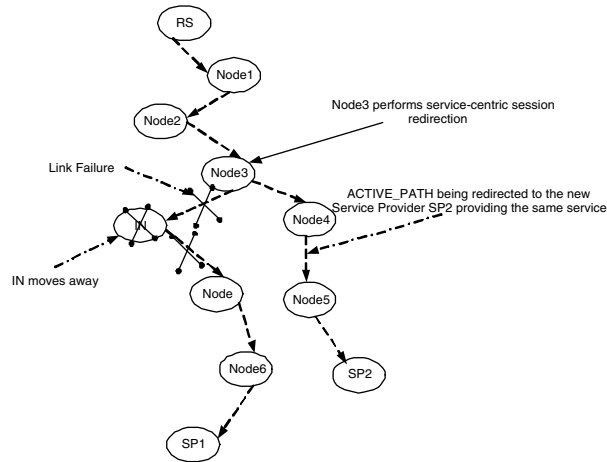 RS
Node1
Node2
Node3 performs service-centric session
redirection
Node3
Link Failure
ACTIVE_PATH being redirected to the new
Service Provider SP2 providing the same service
Node4
IN
IN moves away
Node
Node5
Node6
SP2
SP1